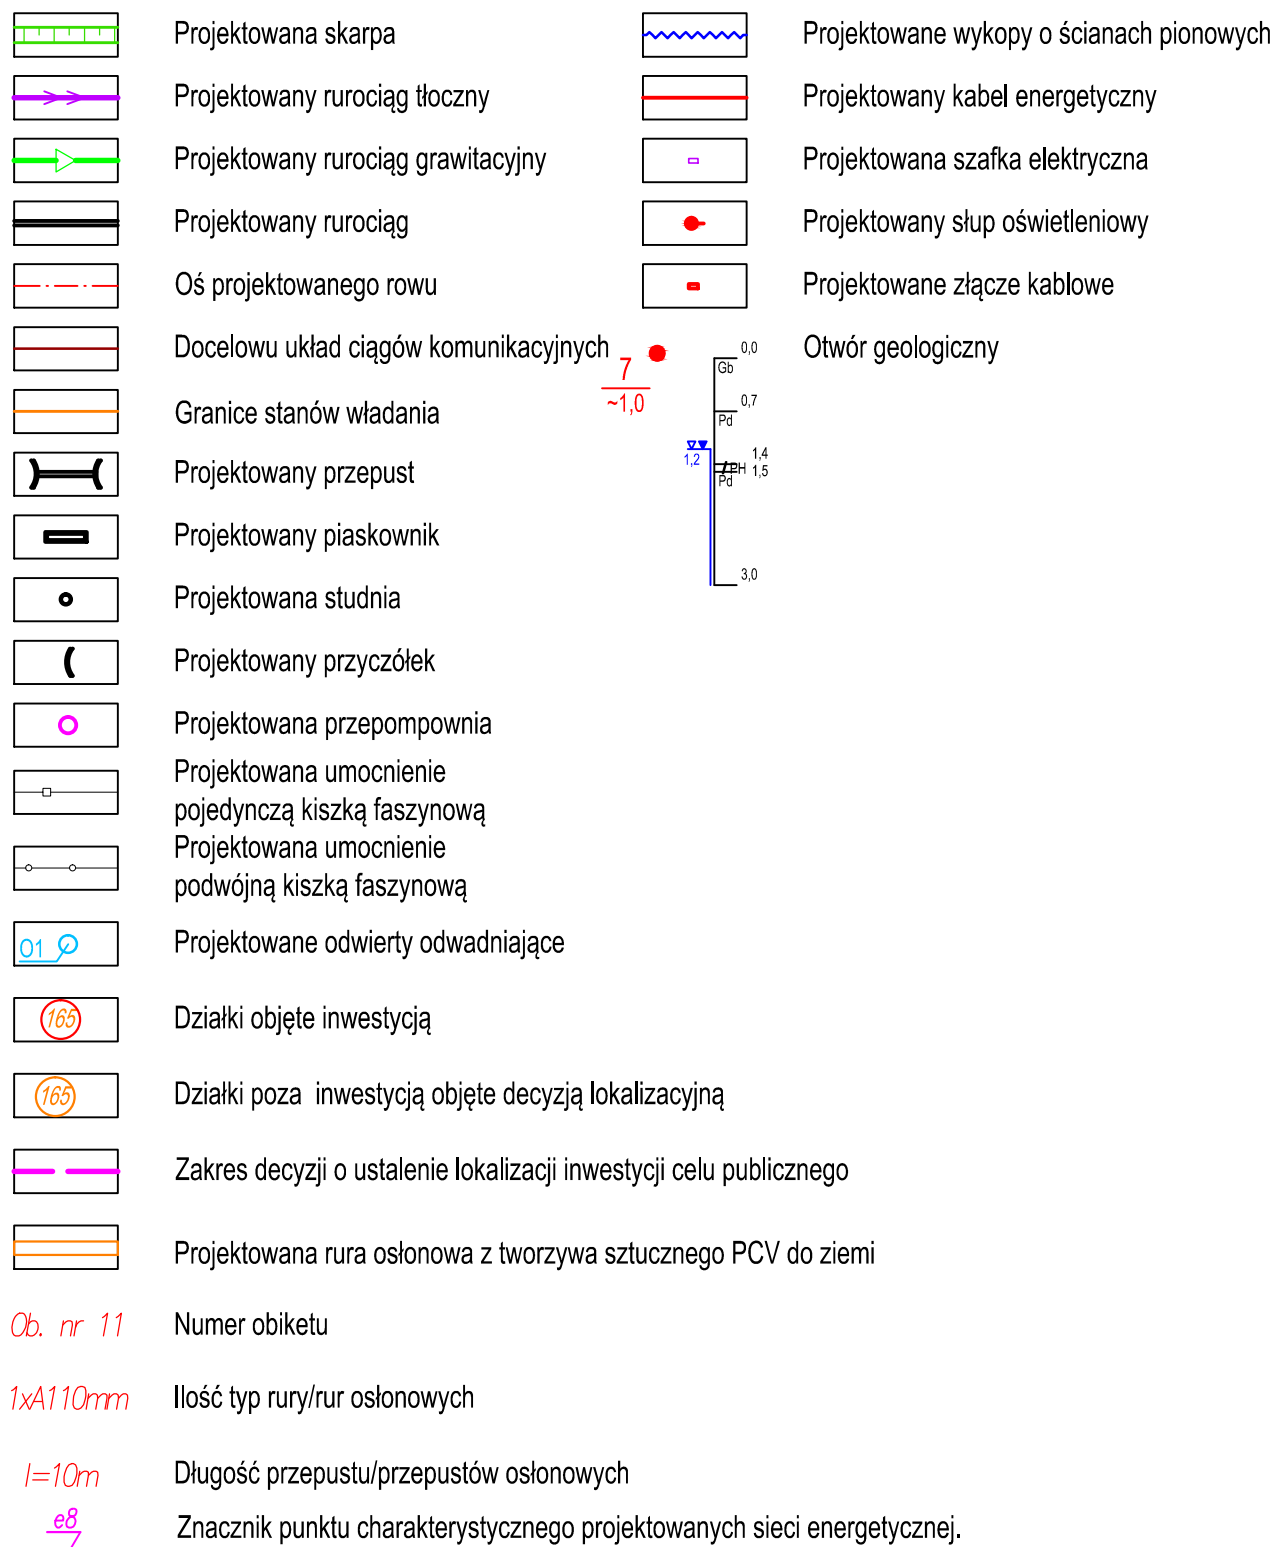 Projektowana skarpa
Projektowany rurociąg tłoczny
Projektowany rurociąg grawitacyjny
Projektowany rurociąg
Oś projektowanego rowu
Docelowu układ ciągów komunikacyjnych
Granice stanów władania
Projektowany przepust
Projektowany piaskownik
Projektowana studnia
Projektowany przyczółek
Projektowana przepompownia
Projektowana umocnienie
pojedynczą kiszką faszynową
Projektowana umocnienie
podwójną kiszką faszynową
O1
Projektowane odwierty odwadniające
165
Działki objęte inwestycją
165
Działki poza inwestycją objęte decyzją lokalizacyjną
Zakres decyzji o ustalenie lokalizacji inwestycji celu publicznego
Projektowana rura osłonowa z tworzywa sztucznego PCV do ziemi
Ob. nr 11
Numer obiketu
1xA110mm
Ilość typ rury/rur osłonowych
l=10m
Długość przepustu/przepustów osłonowych
e8
Znacznik punktu charakterystycznego projektowanych sieci energetycznej.
Projektowane wykopy o ścianach pionowych
Projektowany kabel energetyczny
Projektowana szafka elektryczna
Projektowany słup oświetleniowy
Projektowane złącze kablowe
Otwór geologiczny
7
~1,0
0,0
Gb
0,7
Pd
1,2
1,4
/PH
1,5
Pd
3,0